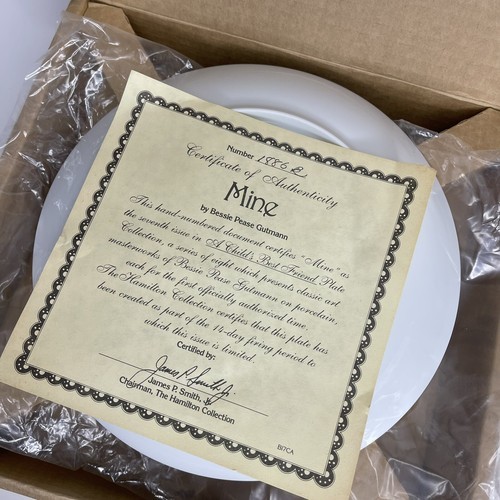 Number 1886 B
Certificate of Authenticity
Mine
by Bessie Pease Gutmann
This hand-numbered document certifies "Mine" as
the seventh issue in A Child's Best Friend Plate
Collection, a series of eight which presents classic art
masterworks of Bessie Pease Gutmann on porcelain,
each for the first officially authorized time.
The Hamilton Collection certifies that this plate has
been created as part of the 14-day firing period to
which this issue is limited.
Certified by:
James P. Smith, Jr.
James P. Smith, Jr.
Chairman, The Hamilton Collection
BI7CA